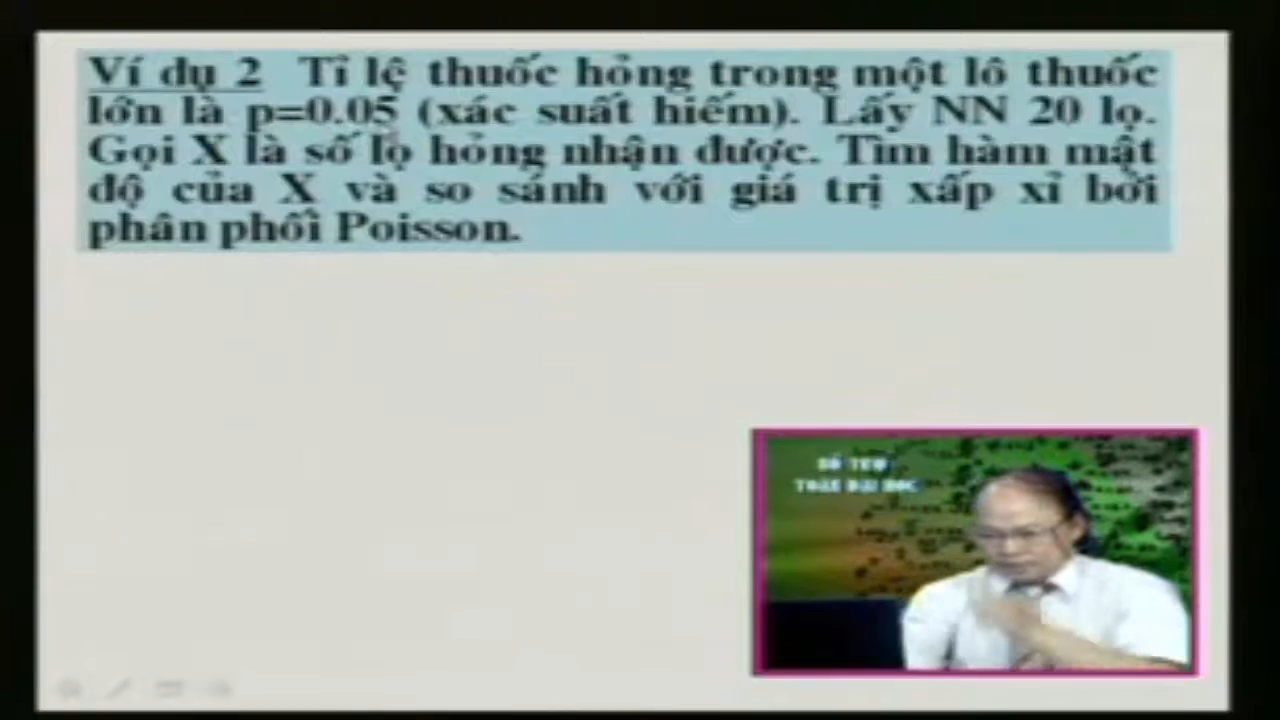 Ví dụ 2 Tỉ lệ thuốc hỏng trong một lô thuốc
lớn là p=0.05 (xác suất hiếm). Lấy NN 20 lọ.
Gọi X là số lọ hỏng nhận được. Tìm hàm mật
độ của X và so sánh với giá trị xấp xỉ bởi
phân phối Poisson.